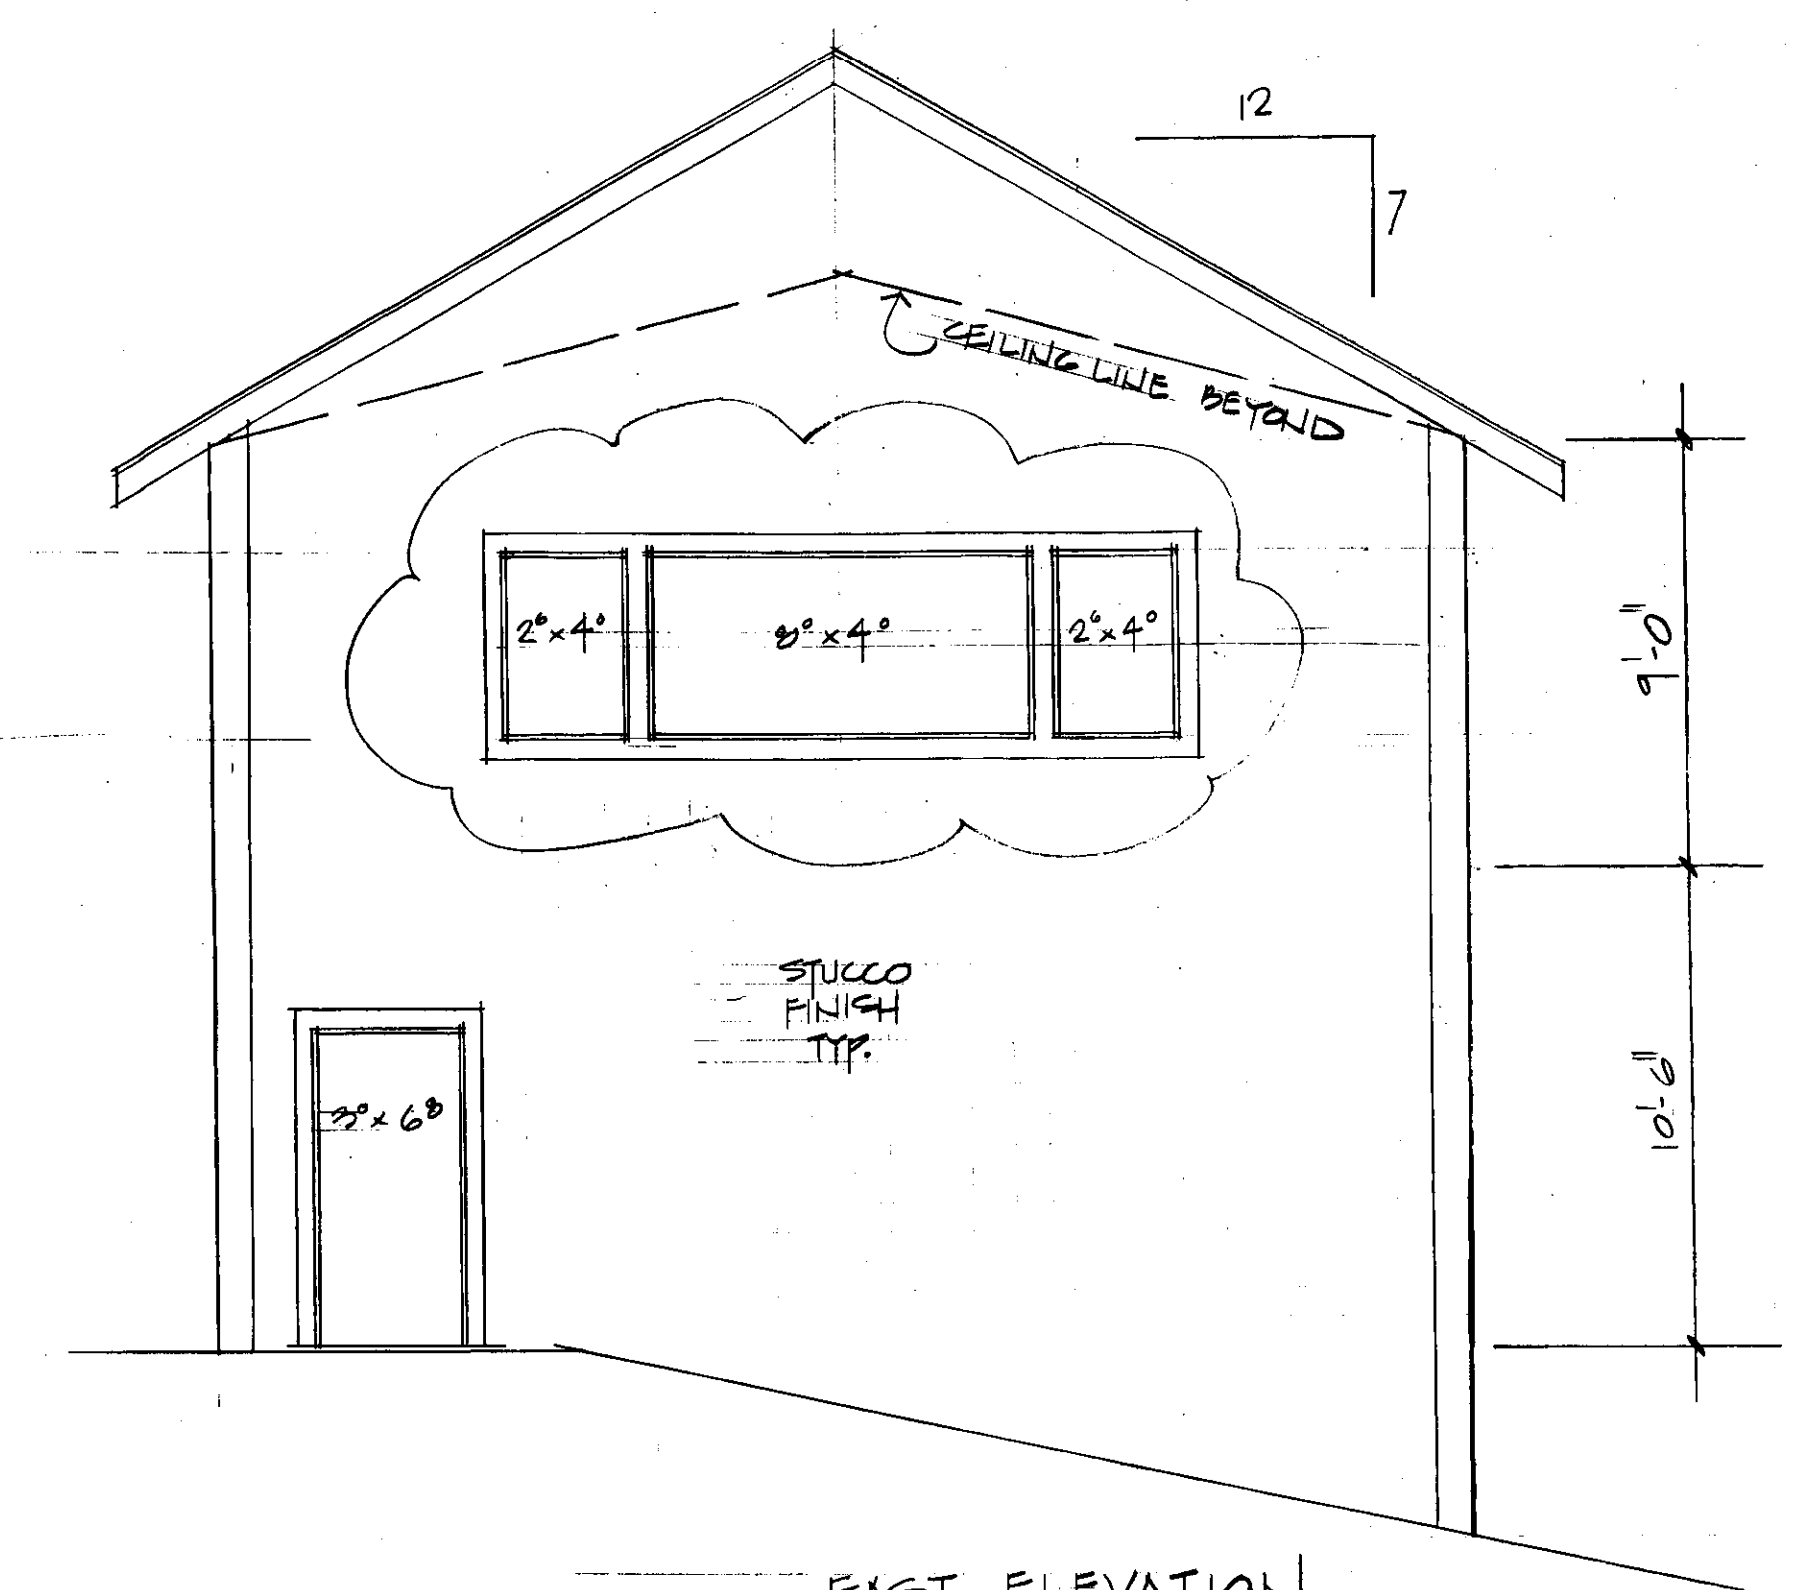 12
7
CEILING LINE BEYOND
2⁶ x 4⁰
8⁰ x 4⁰
2⁶ x 4⁰
9'-0"
STUCCO
FINISH
TYP.
3⁰ x 6⁸
10'-6"
EAST ELEVATION